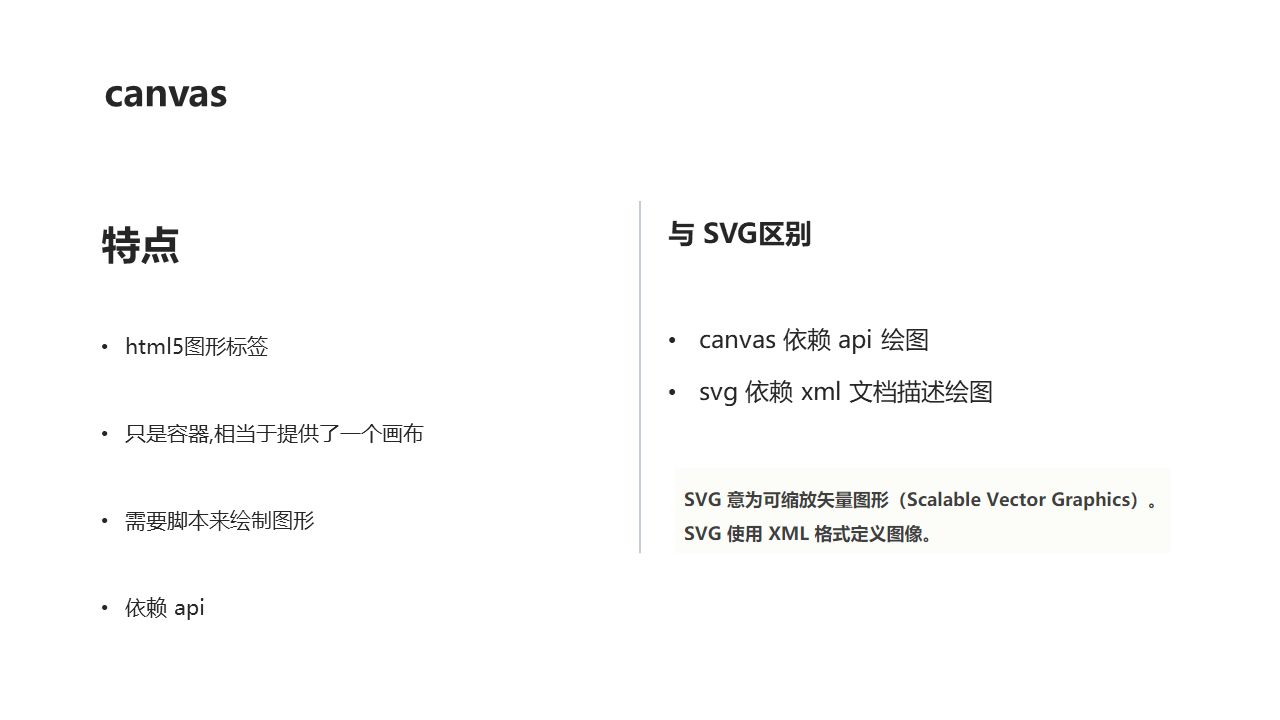 canvas
特点
• html5图形标签
• 只是容器,相当于提供了一个画布
• 需要脚本来绘制图形
• 依赖 api
与 SVG区别
• canvas 依赖 api 绘图
• svg 依赖 xml 文档描述绘图
SVG 意为可缩放矢量图形（Scalable Vector Graphics）。
SVG 使用 XML 格式定义图像。